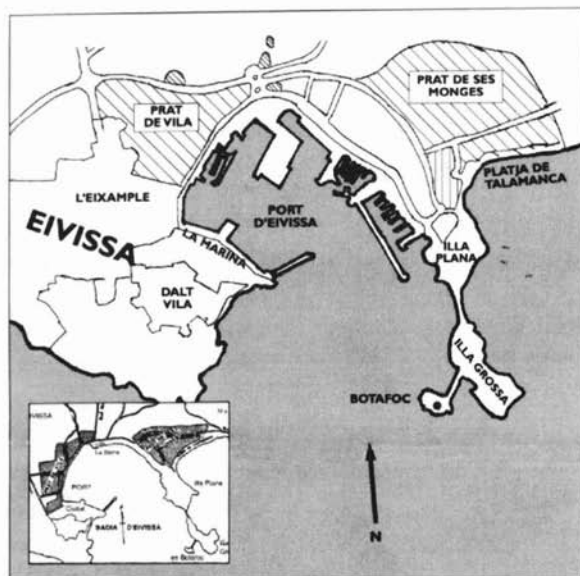 PRAT DE SES
MONGES
PRAT
DE VILA
PLATJA DE
TALAMANCA
L'EIXAMPLE
PORT
D'EIVISSA
EIVISSA
LA MARINA
ILLA
PLANA
DALT
VILA
ILLA GROSSA
BOTAFOC
N
PORT
BADIA
D'EIVISSA